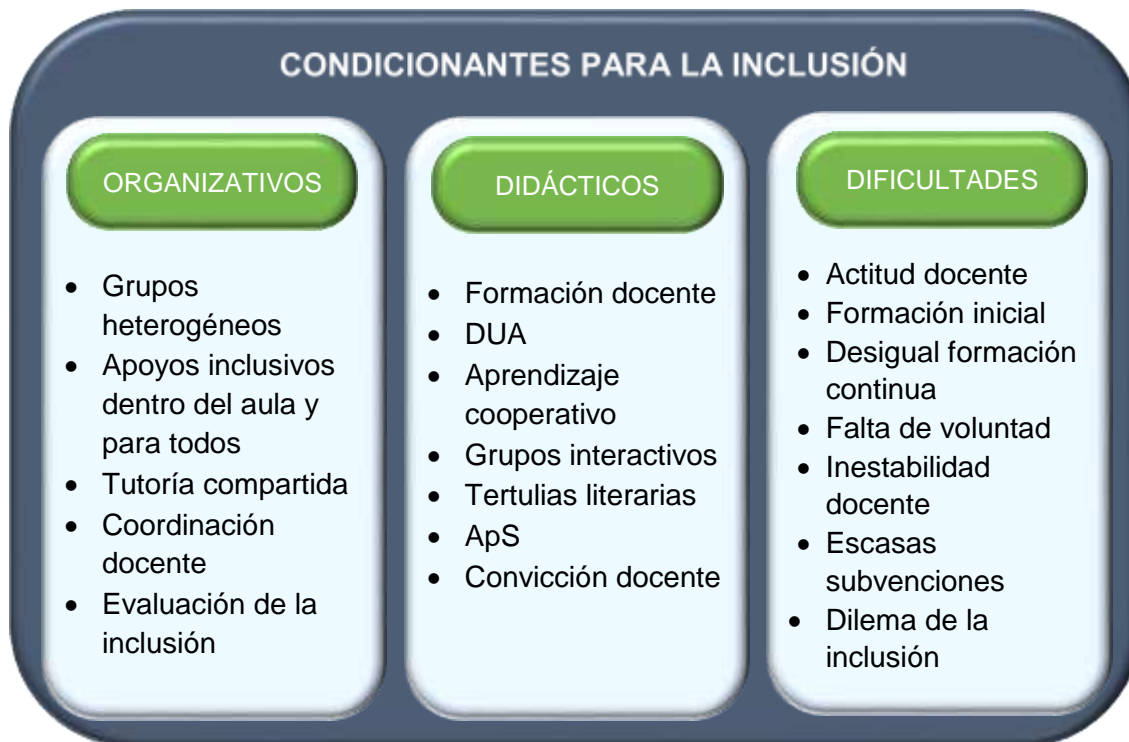 CONDICIONANTES PARA LA INCLUSIÓN
ORGANIZATIVOS
• Grupos
heterogéneos
• Apoyos inclusivos
dentro del aula y
para todos
• Tutoría compartida
• Coordinación
docente
• Evaluación de la
inclusión
DIDÁCTICOS
• Formación docente
• DUA
• Aprendizaje
cooperativo
• Grupos interactivos
• Tertulias literarias
• ApS
• Convicción docente
DIFICULTADES
• Actitud docente
• Formación inicial
• Desigual formación
continua
• Falta de voluntad
• Inestabilidad
docente
• Escasas
subvenciones
• Dilema de la
inclusión